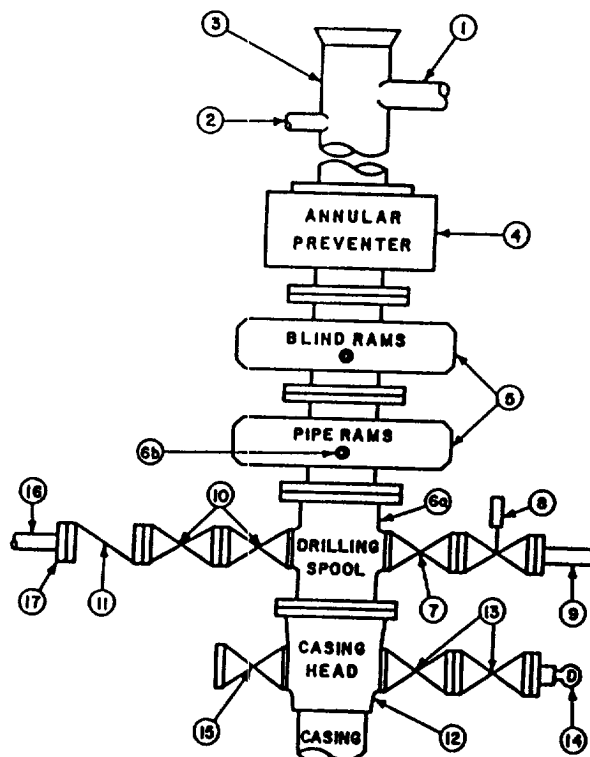 1
3
2
ANNULAR
PREVENTER
4
BLIND RAMS
5
PIPE RAMS
6b
16
10
6a
8
DRILLING
SPOOL
17
11
7
9
13
CASING
HEAD
15
12
14
CASING